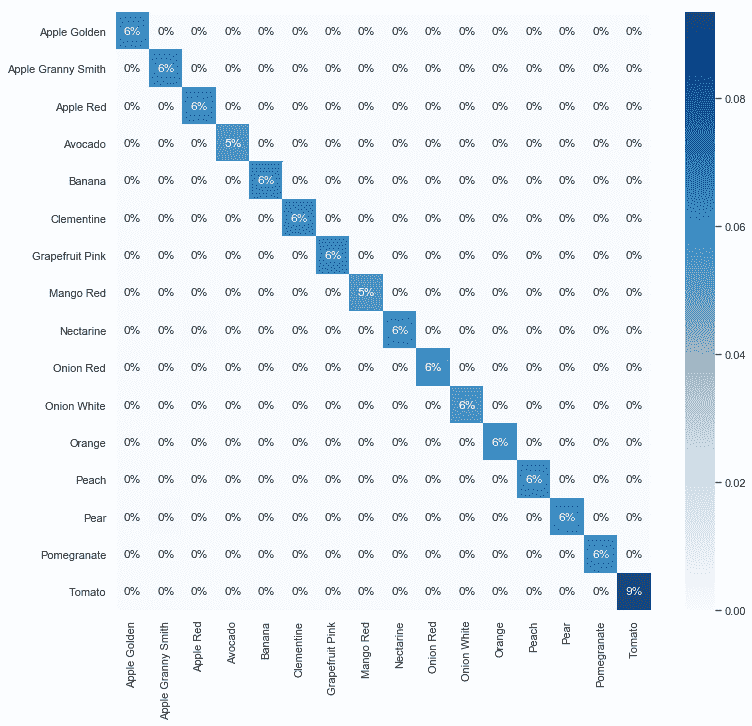 Apple Golden 6% 0% 0% 0% 0% 0% 0% 0% 0% 0% 0% 0% 0% 0% 0% 0%
Apple Granny Smith 0% 6% 0% 0% 0% 0% 0% 0% 0% 0% 0% 0% 0% 0% 0% 0%
Apple Red 0% 0% 6% 0% 0% 0% 0% 0% 0% 0% 0% 0% 0% 0% 0% 0%
Avocado 0% 0% 0% 5% 0% 0% 0% 0% 0% 0% 0% 0% 0% 0% 0% 0%
Banana 0% 0% 0% 0% 6% 0% 0% 0% 0% 0% 0% 0% 0% 0% 0% 0%
Clementine 0% 0% 0% 0% 0% 6% 0% 0% 0% 0% 0% 0% 0% 0% 0% 0%
Grapefruit Pink 0% 0% 0% 0% 0% 0% 6% 0% 0% 0% 0% 0% 0% 0% 0% 0%
Mango Red 0% 0% 0% 0% 0% 0% 0% 5% 0% 0% 0% 0% 0% 0% 0% 0%
Nectarine 0% 0% 0% 0% 0% 0% 0% 0% 6% 0% 0% 0% 0% 0% 0% 0%
Onion Red 0% 0% 0% 0% 0% 0% 0% 0% 0% 6% 0% 0% 0% 0% 0% 0%
Onion White 0% 0% 0% 0% 0% 0% 0% 0% 0% 0% 6% 0% 0% 0% 0% 0%
Orange 0% 0% 0% 0% 0% 0% 0% 0% 0% 0% 0% 6% 0% 0% 0% 0%
Peach 0% 0% 0% 0% 0% 0% 0% 0% 0% 0% 0% 0% 6% 0% 0% 0%
Pear 0% 0% 0% 0% 0% 0% 0% 0% 0% 0% 0% 0% 0% 6% 0% 0%
Pomegranate 0% 0% 0% 0% 0% 0% 0% 0% 0% 0% 0% 0% 0% 0% 6% 0%
Tomato 0% 0% 0% 0% 0% 0% 0% 0% 0% 0% 0% 0% 0% 0% 0% 9%
Apple Golden
Apple Granny Smith
Apple Red
Avocado
Banana
Clementine
Grapefruit Pink
Mango Red
Nectarine
Onion Red
Onion White
Orange
Peach
Pear
Pomegranate
Tomato
0.08
0.06
0.04
0.02
0.00